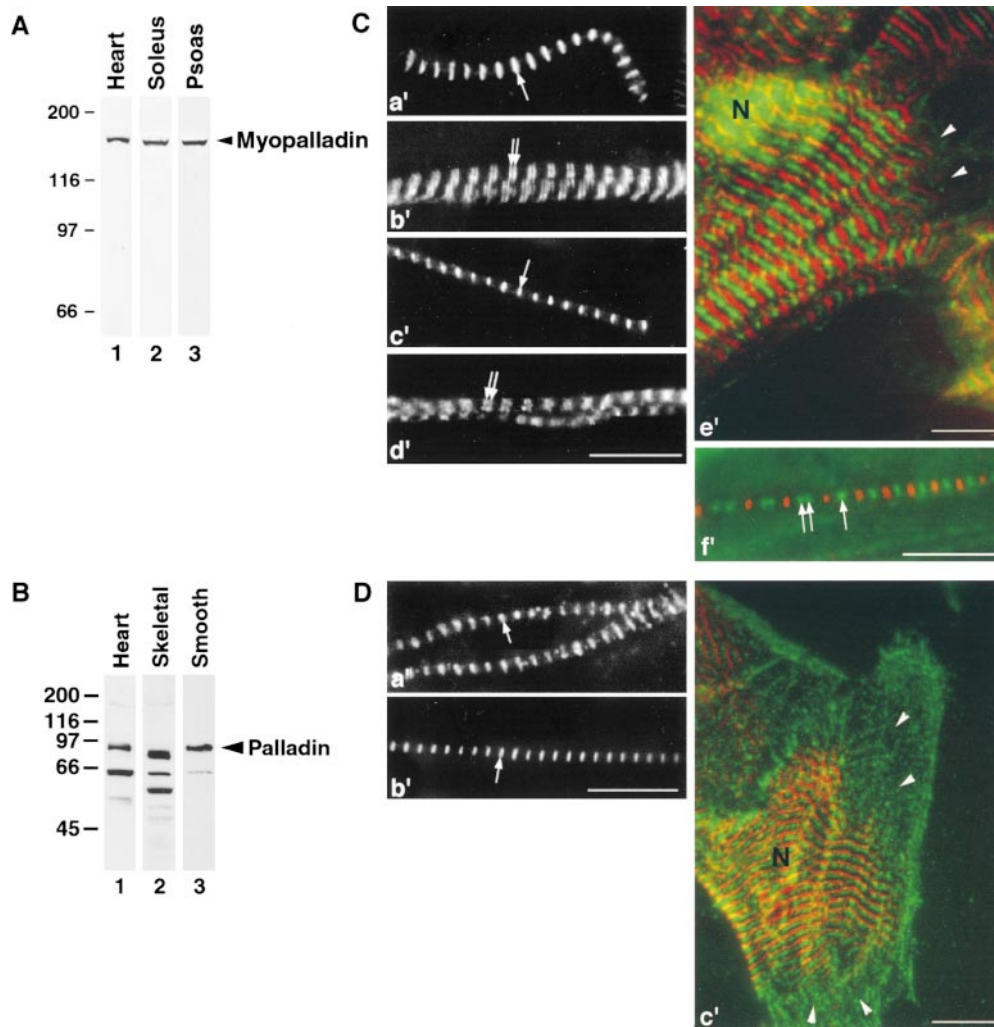 A
Heart
Soleus
Psoas
200
116
97
66
Myopalladin
1 2 3
C
a'
b'
c'
d'
N
e'
f'
B
Heart
Skeletal
Smooth
200
116
97
66
45
Palladin
1 2 3
D
a'
b'
N
c'